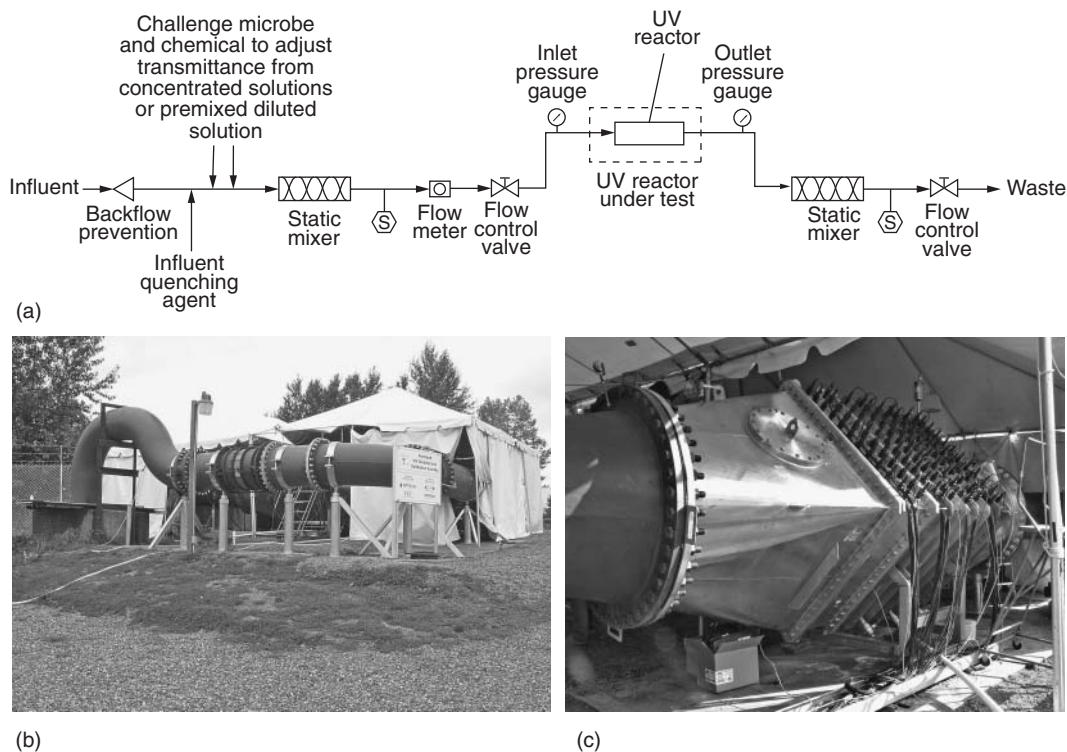 Challenge microbe
and chemical to adjust
transmittance from
concentrated solutions
or premixed diluted
solution
UV
reactor
Inlet
pressure
gauge
Outlet
pressure
gauge
Influent
Backflow
prevention
Influent
quenching
agent
Static
mixer
S
Flow
meter
Flow
control
valve
UV reactor
under test
Static
mixer
S
Flow
control
valve
Waste
(a)
(b)
(c)